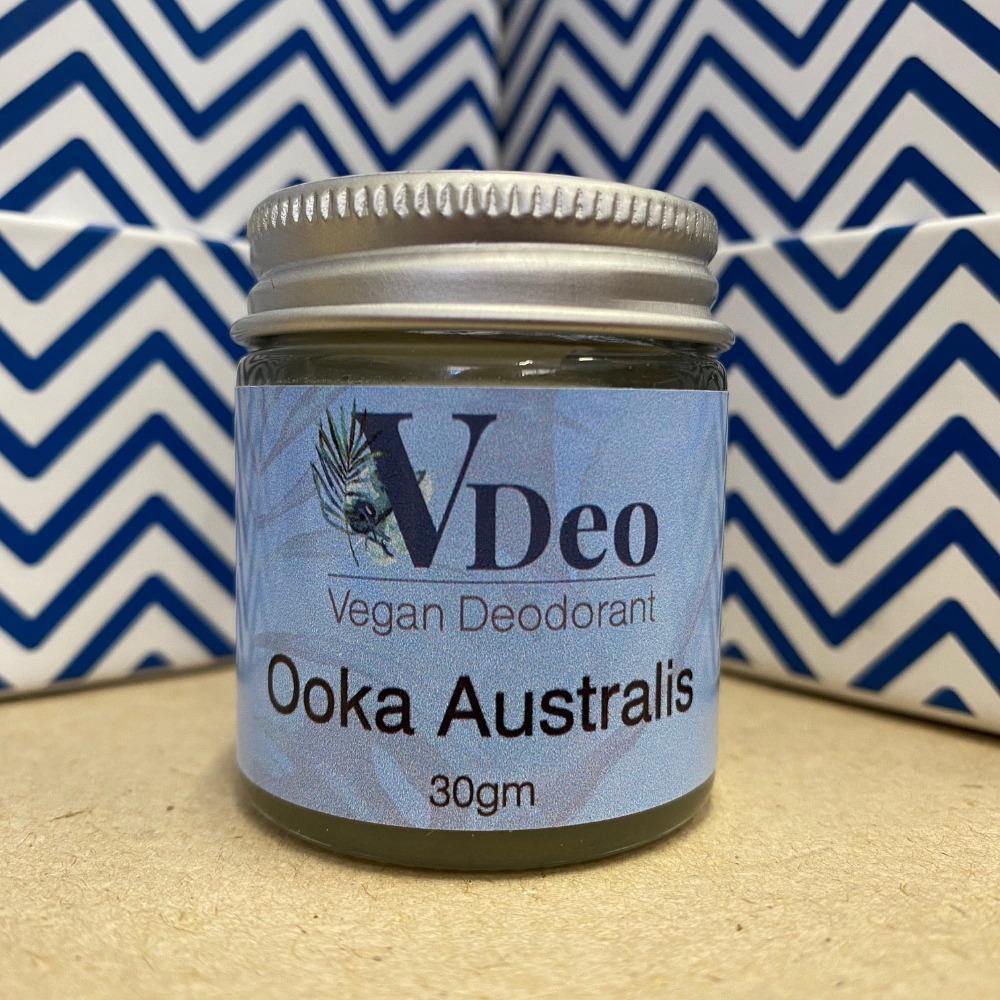 VDeo
Vegan Deodorant
Ooka Australis
30gm